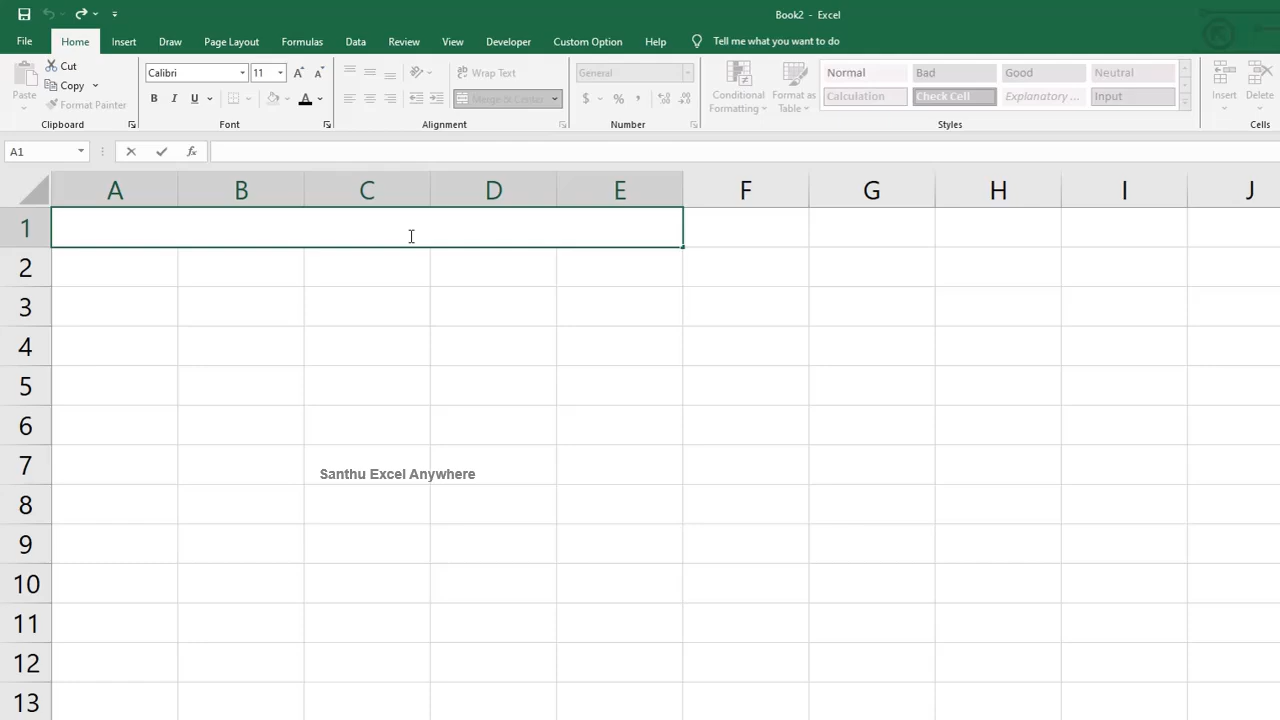 Book2 - Excel
File Home Insert Draw Page Layout Formulas Data Review View Developer Custom Option Help Tell me what you want to do
Paste
Cut
Copy
Format Painter
Clipboard
Calibri 11
B I U
Font
Wrap Text
Merge & Center
Alignment
General
$ % ,
Number
Conditional Formatting
Format as Table
Normal Bad Good Neutral
Calculation Check Cell Explanatory ... Input
Styles
Insert Delete
Cells
A1 fx
A B C D E F G H I J
1
2
3
4
5
6
7
Santhu Excel Anywhere
8
9
10
11
12
13